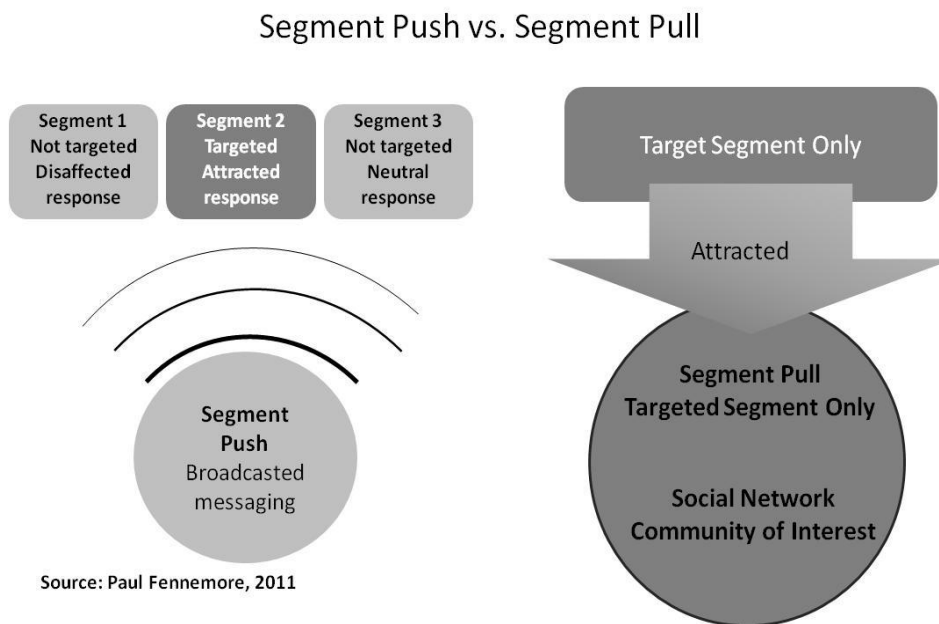 Segment Push vs. Segment Pull
Segment 1
Not targeted
Disaffected
response
Segment 2
Targeted
Attracted
response
Segment 3
Not targeted
Neutral
response
Segment
Push
Broadcasted
messaging
Source: Paul Fennemore, 2011
Target Segment Only
Attracted
Segment Pull
Targeted Segment Only
Social Network
Community of Interest